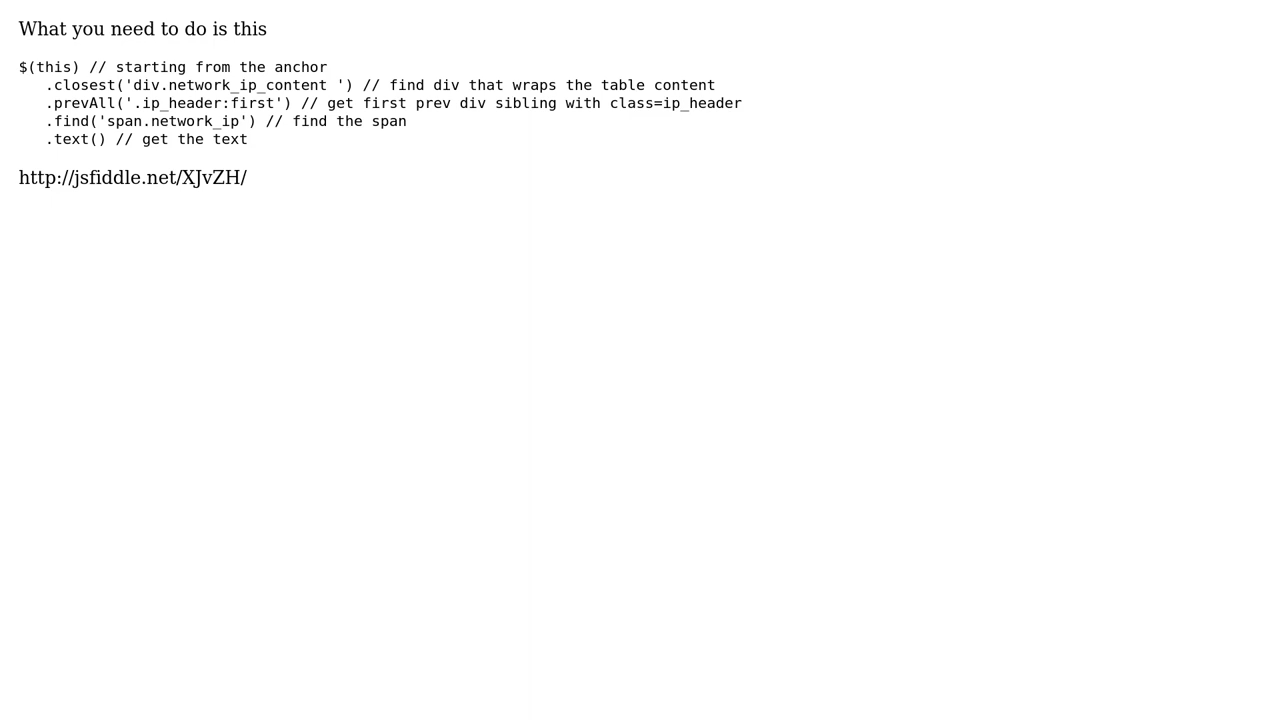 What you need to do is this
$(this) // starting from the anchor
   .closest('div.network_ip_content ') // find div that wraps the table content
   .prevAll('.ip_header:first') // get first prev div sibling with class=ip_header
   .find('span.network_ip') // find the span
   .text() // get the text
http://jsfiddle.net/XJvZH/